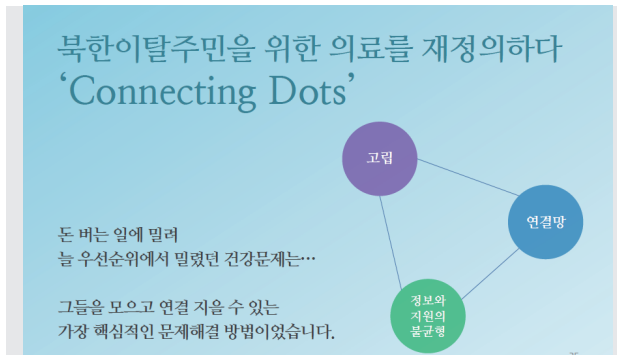 북한이탈주민을 위한 의료를 재정의하다
‘Connecting Dots’
고립
연결망
돈 버는 일에 밀려
늘 우선순위에서 밀렸던 건강문제는…
그들을 모으고 연결 지을 수 있는
가장 핵심적인 문제해결 방법이었습니다.
정보와
지원의
불균형